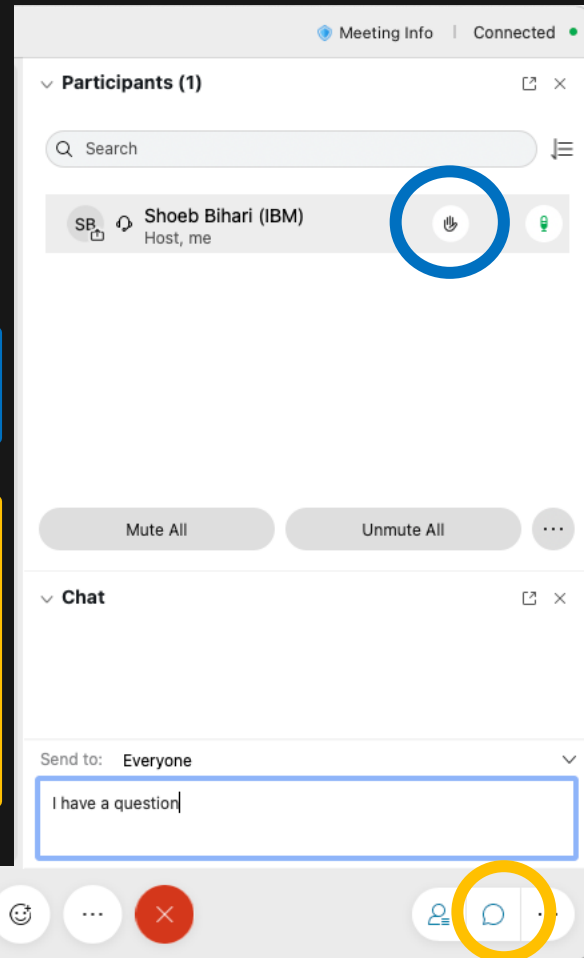 Meeting Info | Connected
Participants (1)
Search
SB Shoeb Bihari (IBM)
Host, me
Mute All Unmute All ...
Chat
Send to: Everyone
I have a question